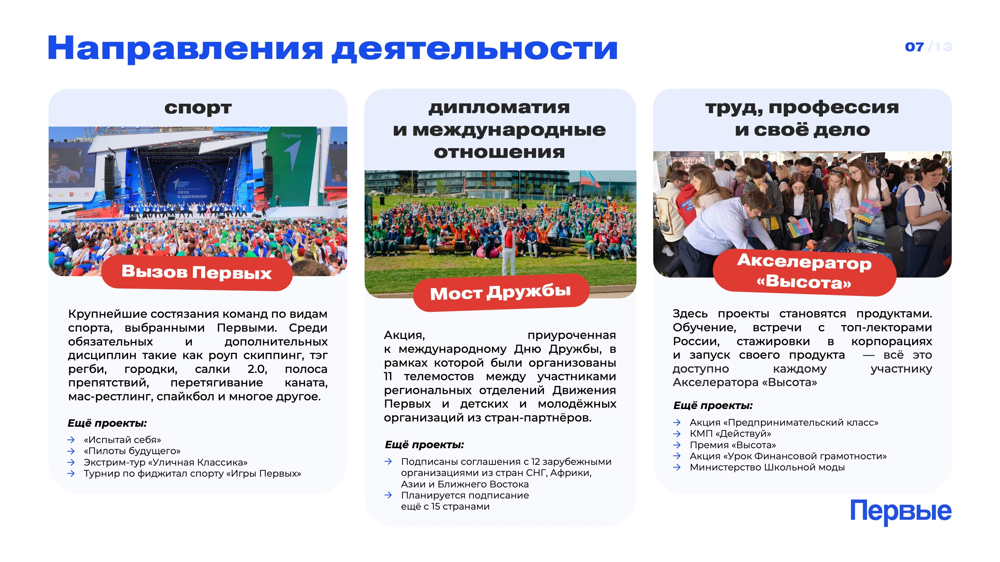 Направления деятельности
07 /13
спорт
Первые
ЛЕТО
В ДВИЖЕНИИ
Вызов Первых
Крупнейшие состязания команд по видам
спорта, выбранными Первыми. Среди
обязательных и дополнительных
дисциплин такие как роуп скиппинг, тэг
регби, городки, салки 2.0, полоса
препятствий, перетягивание каната,
мас-рестлинг, спайкбол и многое другое.
Ещё проекты:
→ «Испытай себя»
→ «Пилоты будущего»
→ Экстрим-тур «Уличная Классика»
→ Турнир по фиджитал спорту «Игры Первых»
дипломатия
и международные
отношения
Мост Дружбы
Акция, приуроченная
к международному Дню Дружбы, в
рамках которой были организованы
11 телемостов между участниками
региональных отделений Движения
Первых и детских и молодёжных
организаций из стран-партнёров.
Ещё проекты:
→ Подписаны соглашения с 12 зарубежными
организациями из стран СНГ, Африки,
Азии и Ближнего Востока
→ Планируется подписание
ещё с 15 странами
труд, профессия
и своё дело
Акселератор
«Высота»
Здесь проекты становятся продуктами.
Обучение, встречи с топ-лекторами
России, стажировки в корпорациях
и запуск своего продукта — всё это
доступно каждому участнику
Акселератора «Высота»
Ещё проекты:
→ Акция «Предпринимательский класс»
→ КМП «Действуй»
→ Премия «Высота»
→ Акция «Урок Финансовой грамотности»
→ Министерство Школьной моды
Первые